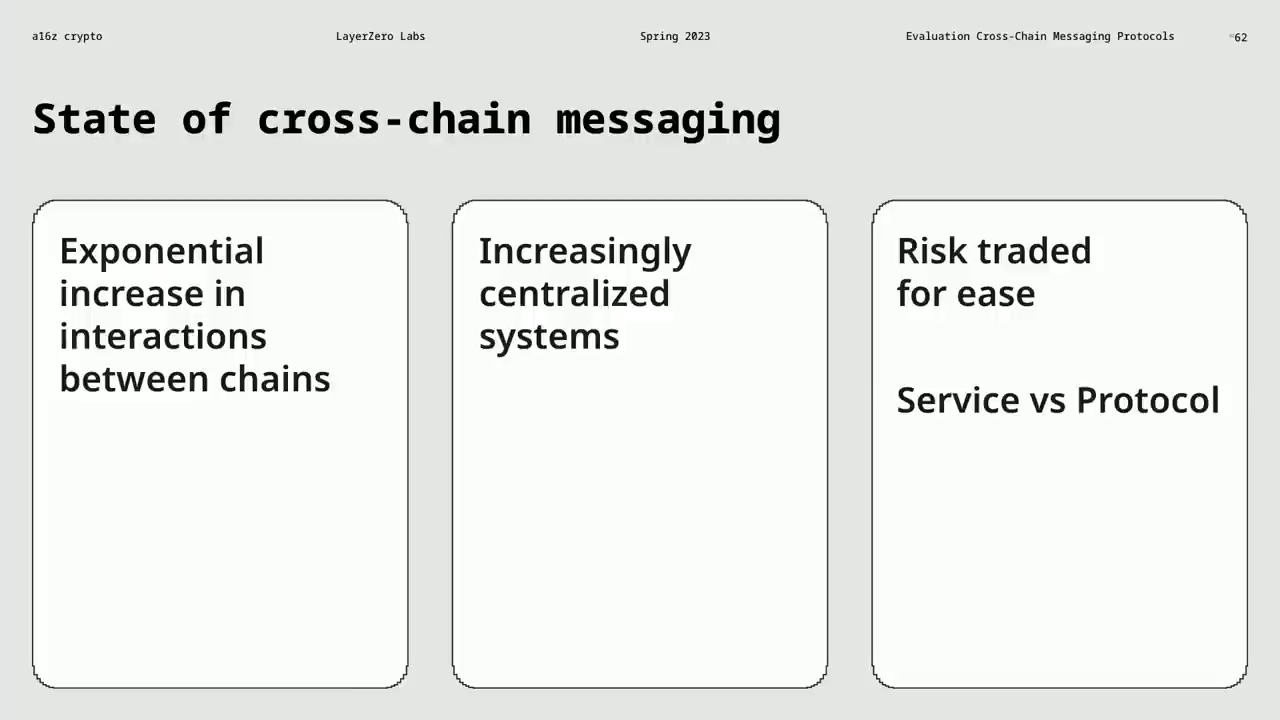 a16z crypto
LayerZero Labs
Spring 2023
Evaluation Cross-Chain Messaging Protocols
62
State of cross-chain messaging
Exponential
increase in
interactions
between chains
Increasingly
centralized
systems
Risk traded
for ease
Service vs Protocol